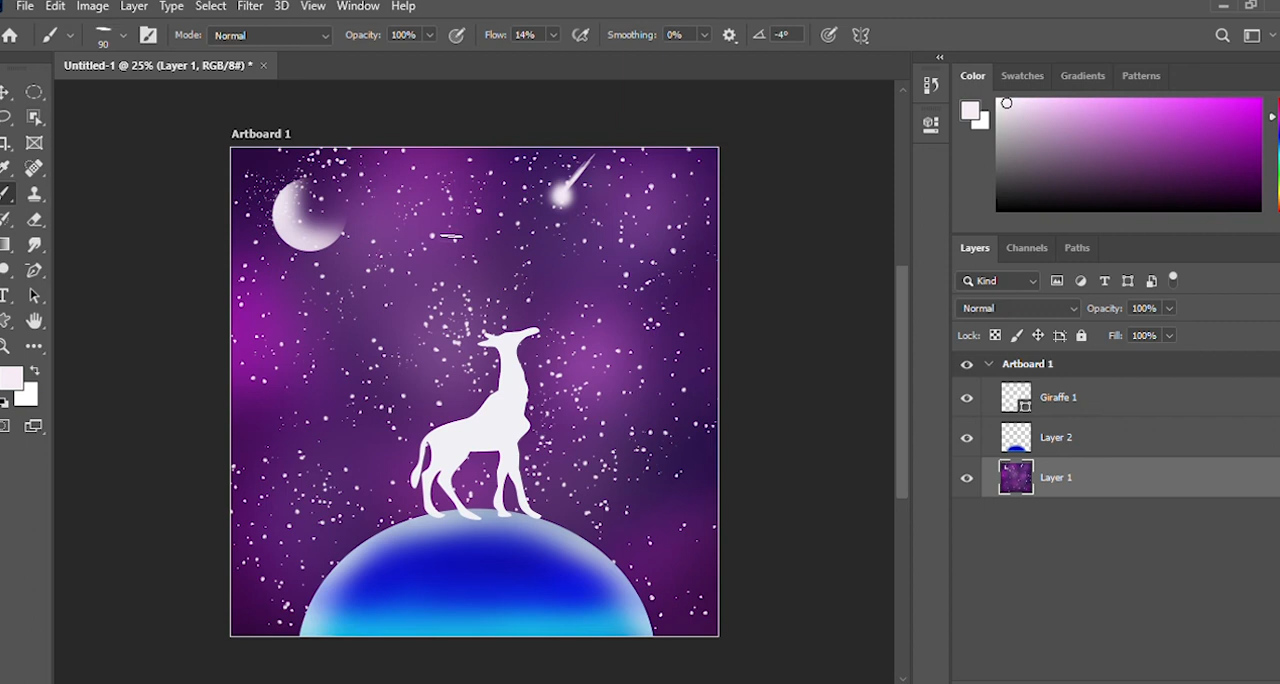 File Edit Image Layer Type Select Filter 3D View Window Help
90 Mode: Normal Opacity: 100% Flow: 14% Smoothing: 0% -4°
Untitled-1 @ 25% (Layer 1, RGB/8#) *
Artboard 1
Color Swatches Gradients Patterns
Layers Channels Paths
Kind
Normal Opacity: 100%
Lock: Fill: 100%
Artboard 1
Giraffe 1
Layer 2
Layer 1